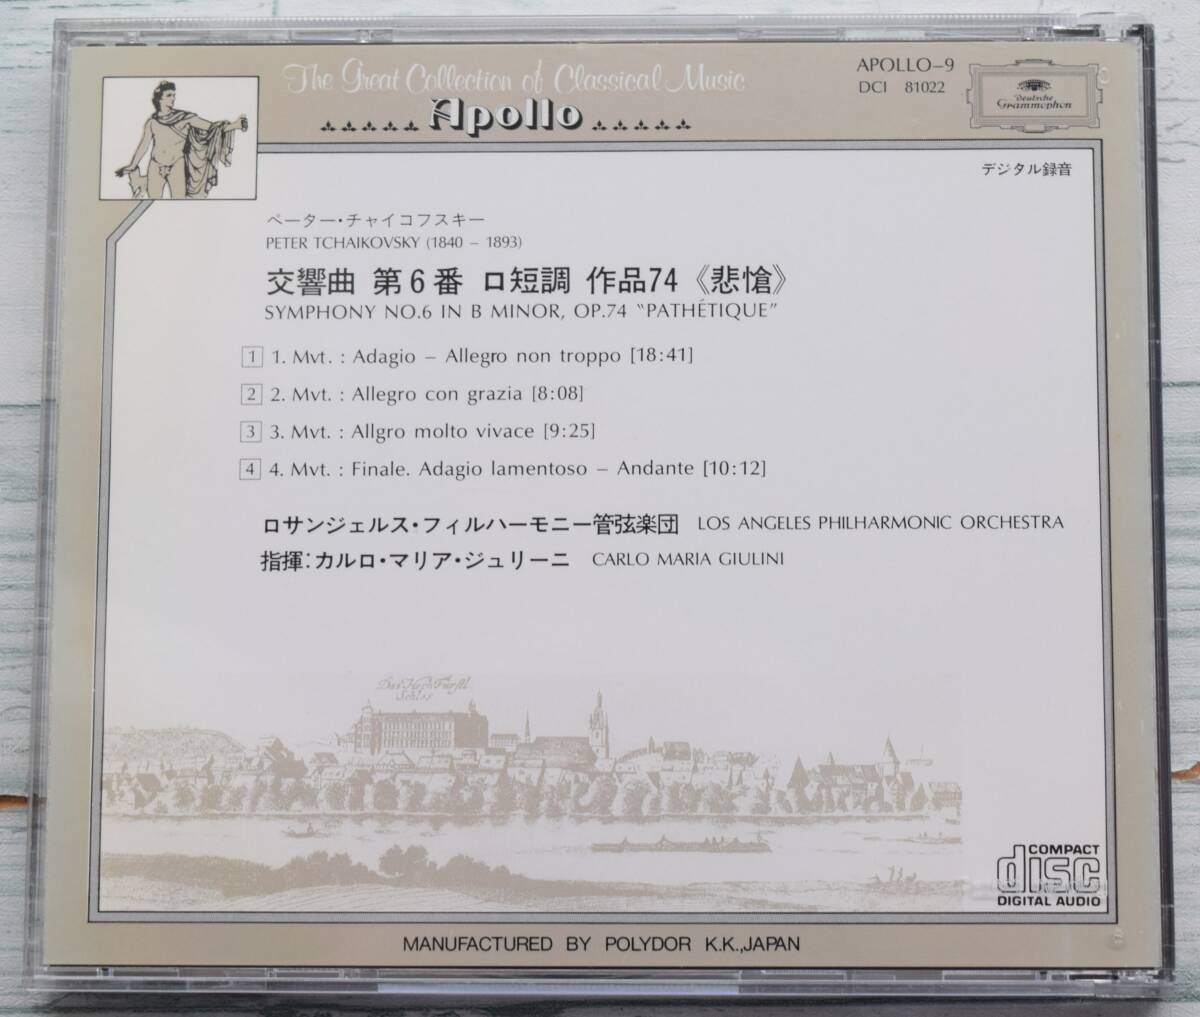 The Great Collection of Classical Music
Apollo
APOLLO-9
DCI 81022
Deutsche
Grammophon
デジタル録音
ペーター・チャイコフスキー
PETER TCHAIKOVSKY (1840 – 1893)
交響曲 第6番 ロ短調 作品74《悲愴》
SYMPHONY NO.6 IN B MINOR, OP.74 "PATHÉTIQUE"
1 1. Mvt. : Adagio – Allegro non troppo [18:41]
2 2. Mvt. : Allegro con grazia [8:08]
3 3. Mvt. : Allgro molto vivace [9:25]
4 4. Mvt. : Finale. Adagio lamentoso – Andante [10:12]
ロサンジェルス・フィルハーモニー管弦楽団 LOS ANGELES PHILHARMONIC ORCHESTRA
指揮:カルロ・マリア・ジュリーニ CARLO MARIA GIULINI
Das Hoch Fürstl
Schlos
COMPACT
disc
DIGITAL AUDIO
MANUFACTURED BY POLYDOR K.K.,JAPAN